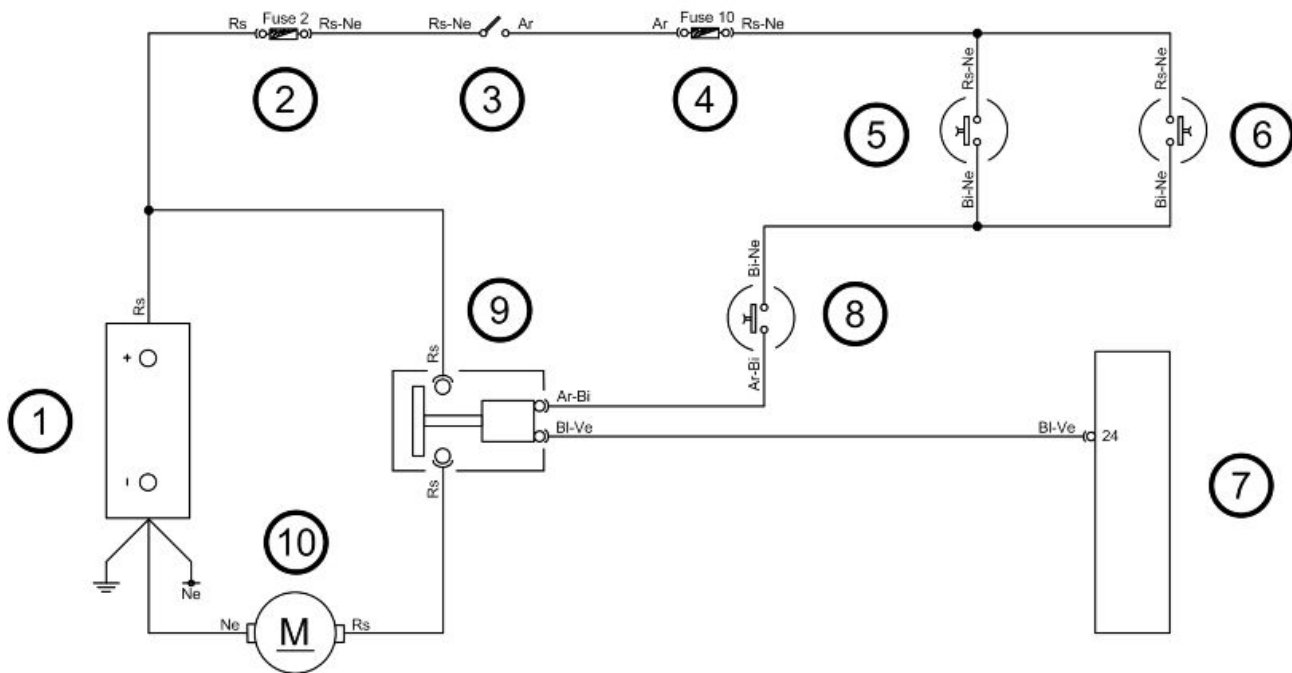 Rs Fuse 2 Rs-Ne Rs-Ne Ar Ar Fuse 10 Rs-Ne
2 3 4
Rs-Ne Rs-Ne
5 6
Bi-Ne Bi-Ne
Bi-Ne
8
9
Rs
+
Rs
Ar-Bi
Ar-Bi
1
Bl-Ve Bl-Ve 24
-
Rs
7
10
Ne
Ne M Rs